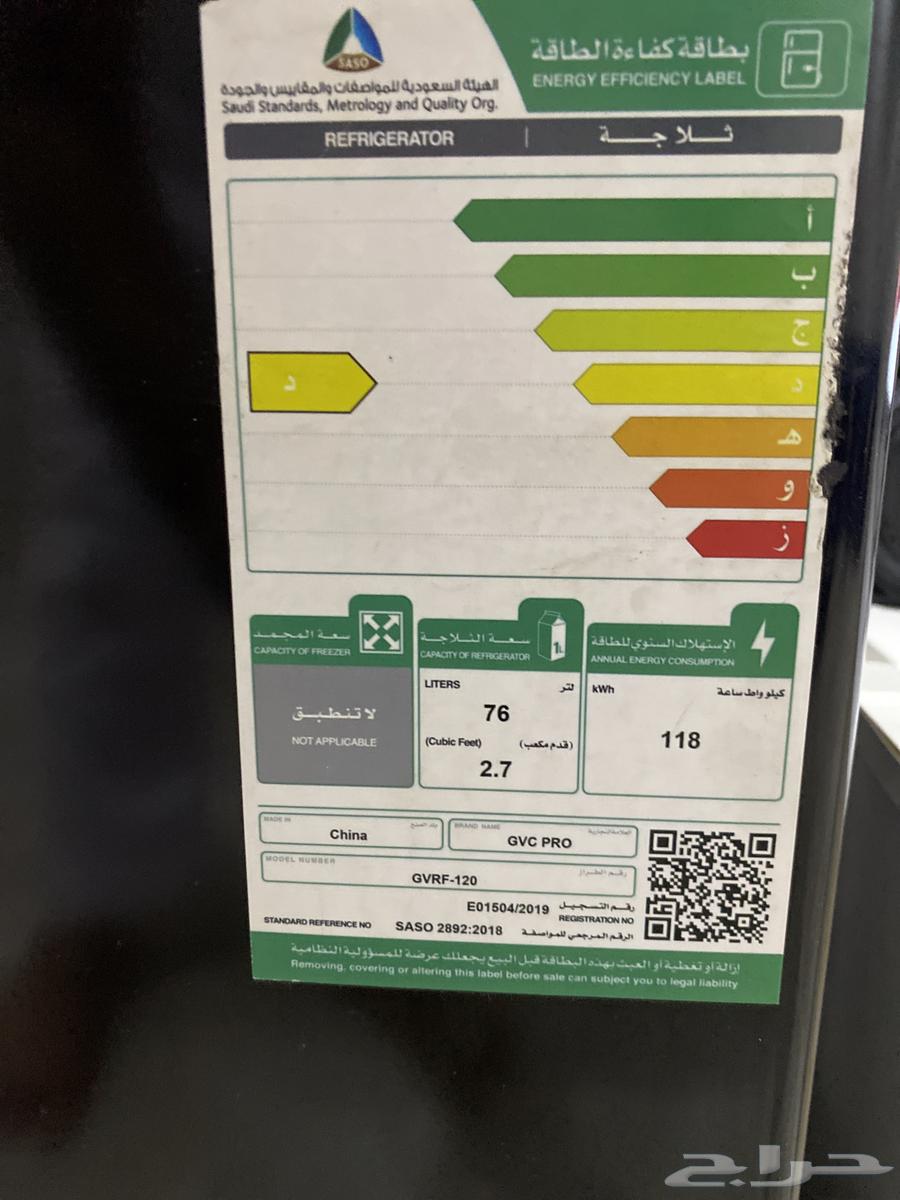 SASO
الهيئة السعودية للمواصفات والمقاييس والجودة
Saudi Standards, Metrology and Quality Org.
بطاقة كفاءة الطاقة
ENERGY EFFICIENCY LABEL
REFRIGERATOR | ثلاجة
أ
ب
ج
د
د
هـ
و
ز
سعة المجمد
CAPACITY OF FREEZER
لا تنطبق
NOT APPLICABLE
سعة الثلاجة
CAPACITY OF REFRIGERATOR
1L
LITERS لتر
76
(Cubic Feet) (قدم مكعب)
2.7
الإستهلاك السنوي للطاقة
ANNUAL ENERGY CONSUMPTION
kWh كيلو واط ساعة
118
MADE IN بلد الصنع
China
BRAND NAME العلامة التجارية
GVC PRO
MODEL NUMBER رقم الطراز
GVRF-120
E01504/2019 رقم التسجيل
REGISTRATION NO
STANDARD REFERENCE NO SASO 2892:2018 الرقم المرجعي للمواصفة
إزالة أو تغطية أو العبث بهذه البطاقة قبل البيع يجعلك عرضة للمسؤولية النظامية
Removing, covering or altering this label before sale can subject you to legal liability
حراج